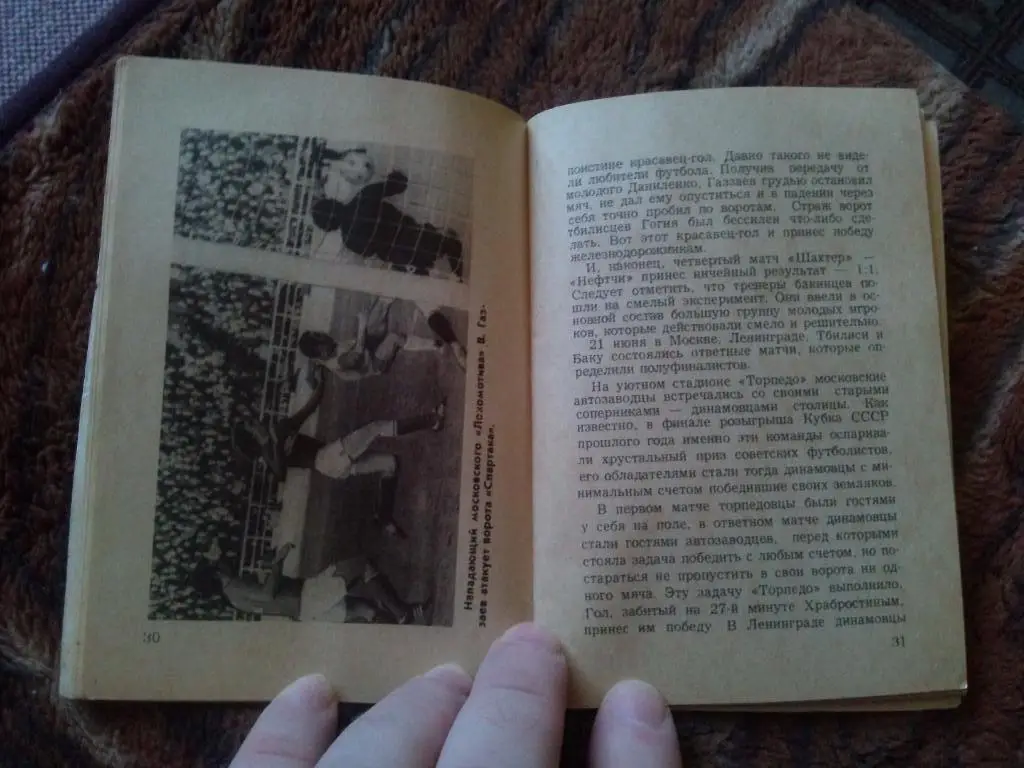 Нападающий московского «Локомотива» В. Газ-
заев атакует ворота «Спартака».
30
поистине красавец-гол. Давно такого не виде-
ли любители футбола. Получив передачу от
молодого Даниленко, Газзаев грудью остановил
мяч, не дал ему опуститься и в падении через
себя точно пробил по воротам. Страж ворот
тбилисцев Гогия был бессилен что-либо сде-
лать. Вот этот красавец-гол и принес победу
железнодорожникам.
И, наконец, четвертый матч «Шахтер» —
«Нефтчи» принес ничейный результат — 1:1.
Следует отметить, что тренеры бакинцев по-
шли на смелый эксперимент. Они ввели в ос-
новной состав большую группу молодых игро-
ков, которые действовали смело и решительно.
21 июня в Москве, Ленинграде, Тбилиси и
Баку состоялись ответные матчи, которые оп-
ределили полуфиналистов.
На уютном стадионе «Торпедо» московские
автозаводцы встречались со своими старыми
соперниками — динамовцами столицы. Как
известно, в финале розыгрыша Кубка СССР
прошлого года именно эти команды оспарива-
ли хрустальный приз советских футболистов,
и его обладателями стали тогда динамовцы с ми-
нимальным счетом победившие своих земляков.
В первом матче торпедовцы были гостями
у себя на поле, в ответном матче динамовцы
стали гостями автозаводцев, перед которыми
стояла задача победить с любым счетом, но по-
стараться не пропустить в свои ворота ни од-
ного мяча. Эту задачу «Торпедо» выполнило.
Гол, забитый на 27-й минуте Храбростиным,
принес им победу В Ленинграде динамовцы
31